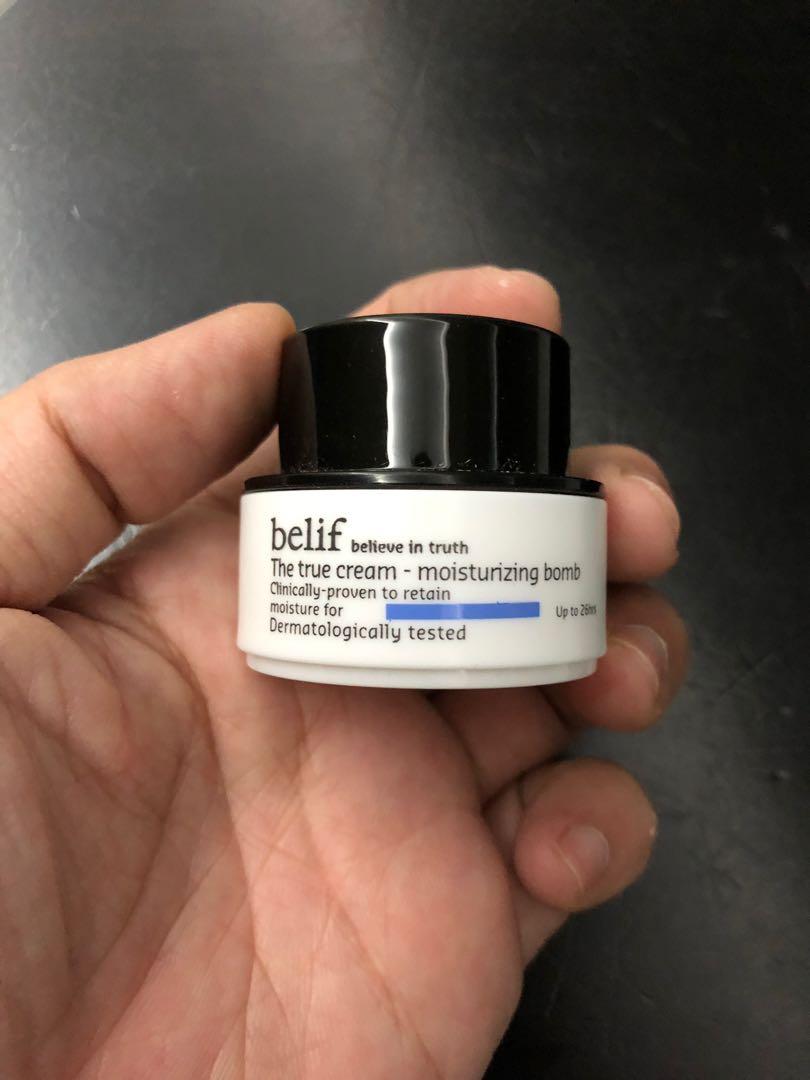 belif believe in truth
The true cream - moisturizing bomb
Clinically-proven to retain
moisture for Up to 26hrs
Dermatologically tested